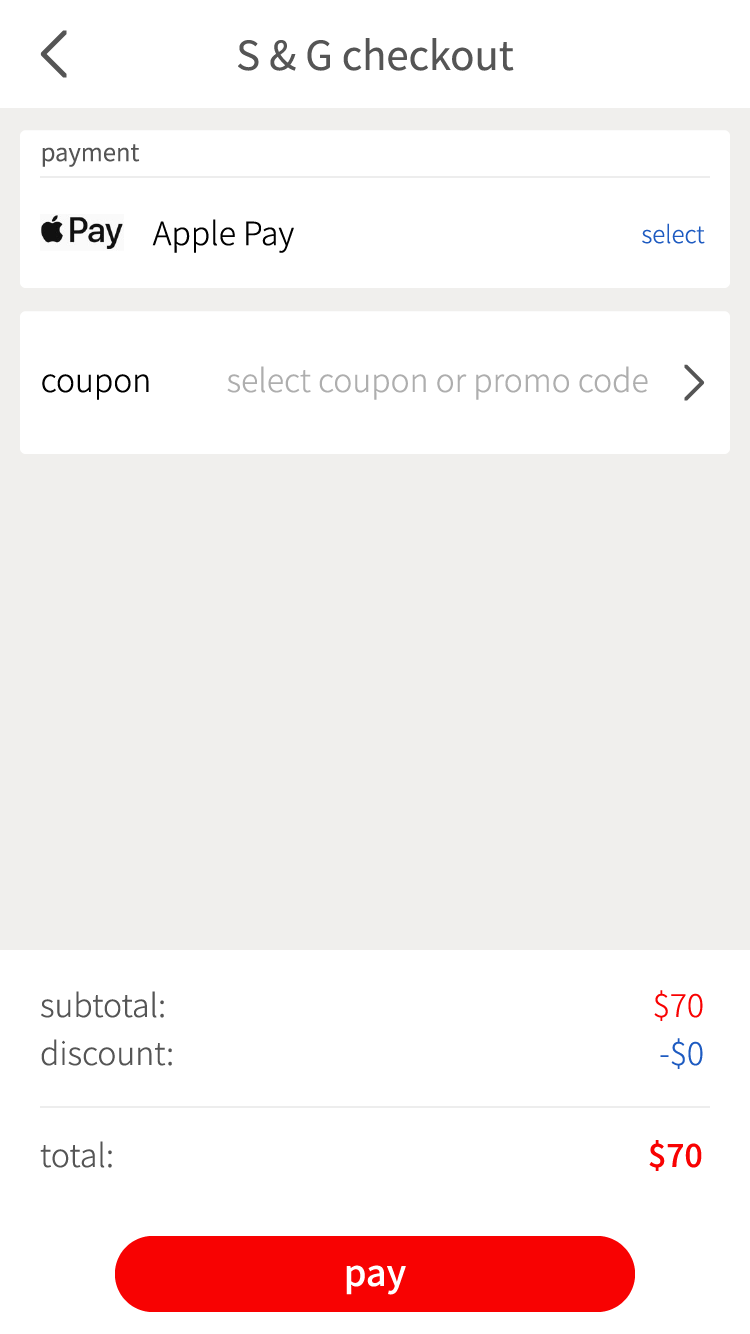 S & G checkout
payment
Pay Apple Pay select
coupon select coupon or promo code
subtotal: $70
discount: -$0
total: $70
pay